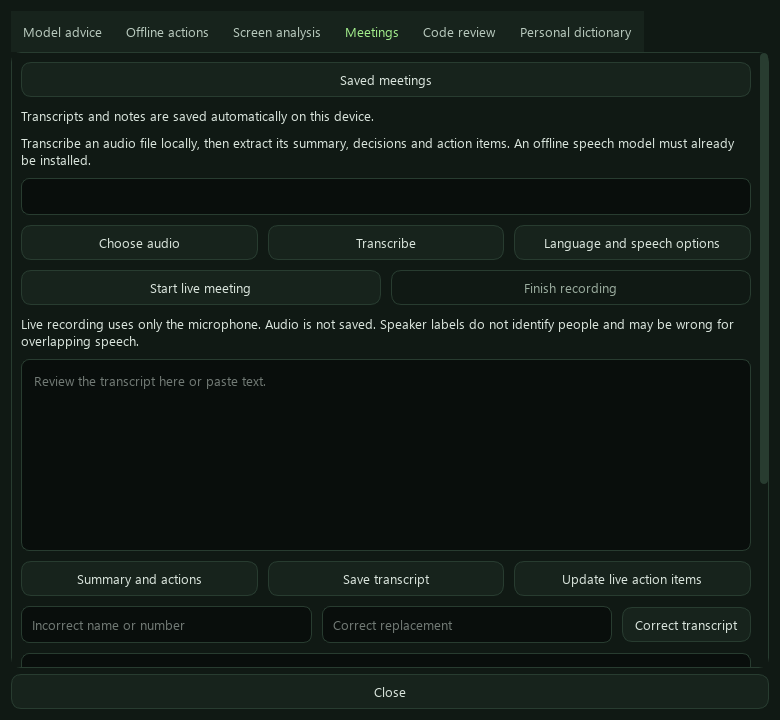 Model advice
Offline actions
Screen analysis
Meetings
Code review
Personal dictionary
Saved meetings
Transcripts and notes are saved automatically on this device.
Transcribe an audio file locally, then extract its summary, decisions and action items. An offline speech model must already
be installed.
Choose audio
Transcribe
Language and speech options
Start live meeting
Finish recording
Live recording uses only the microphone. Audio is not saved. Speaker labels do not identify people and may be wrong for
overlapping speech.
Review the transcript here or paste text.
Summary and actions
Save transcript
Update live action items
Incorrect name or number
Correct replacement
Correct transcript
Close